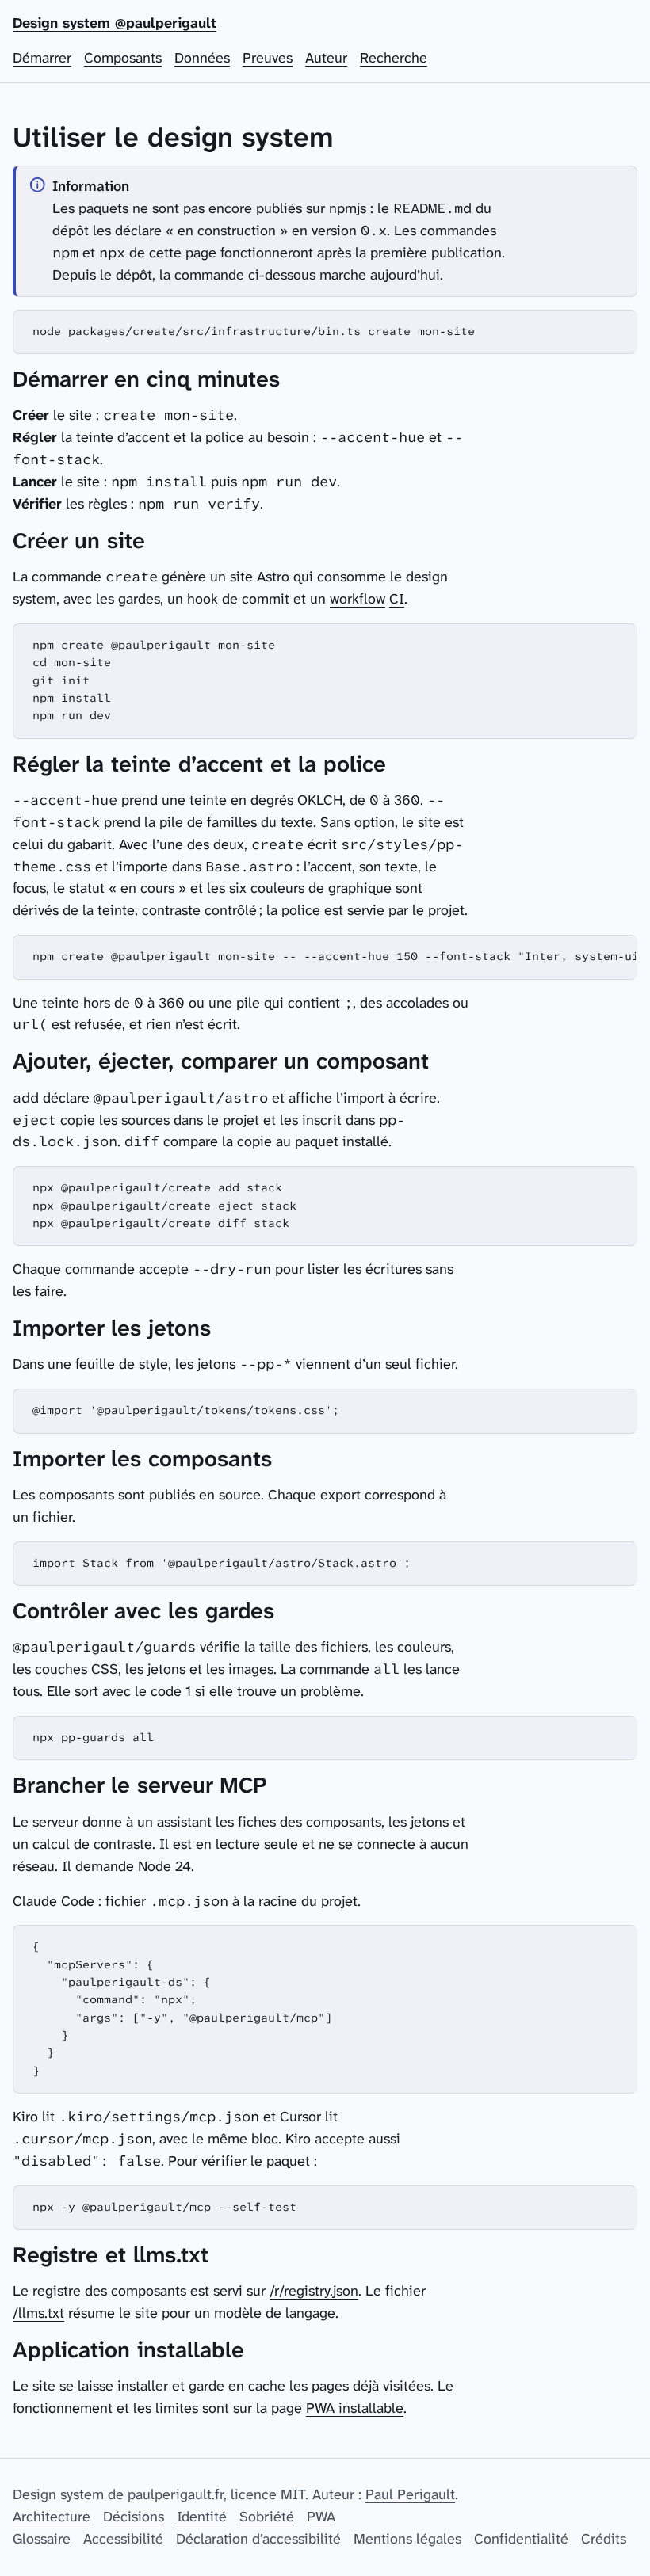 Design system @paulperigault
Démarrer Composants Données Preuves Auteur Recherche
Utiliser le design system
Information
Les paquets ne sont pas encore publiés sur npmjs : le README.md du
dépôt les déclare « en construction » en version 0.x. Les commandes
npm et npx de cette page fonctionneront après la première publication.
Depuis le dépôt, la commande ci-dessous marche aujourd’hui.
node packages/create/src/infrastructure/bin.ts create mon-site
Démarrer en cinq minutes
Créer le site : create mon-site.
Régler la teinte d’accent et la police au besoin : --accent-hue et --
font-stack.
Lancer le site : npm install puis npm run dev.
Vérifier les règles : npm run verify.
Créer un site
La commande create génère un site Astro qui consomme le design
system, avec les gardes, un hook de commit et un workflow CI.
npm create @paulperigault mon-site
cd mon-site
git init
npm install
npm run dev
Régler la teinte d’accent et la police
--accent-hue prend une teinte en degrés OKLCH, de 0 à 360. --
font-stack prend la pile de familles du texte. Sans option, le site est
celui du gabarit. Avec l’une des deux, create écrit src/styles/pp-
theme.css et l’importe dans Base.astro : l’accent, son texte, le
focus, le statut « en cours » et les six couleurs de graphique sont
dérivés de la teinte, contraste contrôlé ; la police est servie par le projet.
npm create @paulperigault mon-site -- --accent-hue 150 --font-stack "Inter, system-ui
Une teinte hors de 0 à 360 ou une pile qui contient ;, des accolades ou
url( est refusée, et rien n’est écrit.
Ajouter, éjecter, comparer un composant
add déclare @paulperigault/astro et affiche l’import à écrire.
eject copie les sources dans le projet et les inscrit dans pp-
ds.lock.json. diff compare la copie au paquet installé.
npx @paulperigault/create add stack
npx @paulperigault/create eject stack
npx @paulperigault/create diff stack
Chaque commande accepte --dry-run pour lister les écritures sans
les faire.
Importer les jetons
Dans une feuille de style, les jetons --pp-* viennent d’un seul fichier.
@import '@paulperigault/tokens/tokens.css';
Importer les composants
Les composants sont publiés en source. Chaque export correspond à
un fichier.
import Stack from '@paulperigault/astro/Stack.astro';
Contrôler avec les gardes
@paulperigault/guards vérifie la taille des fichiers, les couleurs,
les couches CSS, les jetons et les images. La commande all les lance
tous. Elle sort avec le code 1 si elle trouve un problème.
npx pp-guards all
Brancher le serveur MCP
Le serveur donne à un assistant les fiches des composants, les jetons et
un calcul de contraste. Il est en lecture seule et ne se connecte à aucun
réseau. Il demande Node 24.
Claude Code : fichier .mcp.json à la racine du projet.
{
"mcpServers": {
"paulperigault-ds": {
"command": "npx",
"args": ["-y", "@paulperigault/mcp"]
}
}
}
Kiro lit .kiro/settings/mcp.json et Cursor lit
.cursor/mcp.json, avec le même bloc. Kiro accepte aussi
"disabled": false. Pour vérifier le paquet :
npx -y @paulperigault/mcp --self-test
Registre et llms.txt
Le registre des composants est servi sur /r/registry.json. Le fichier
/llms.txt résume le site pour un modèle de langage.
Application installable
Le site se laisse installer et garde en cache les pages déjà visitées. Le
fonctionnement et les limites sont sur la page PWA installable.
Design system de paulperigault.fr, licence MIT. Auteur : Paul Perigault.
Architecture Décisions Identité Sobriété PWA
Glossaire Accessibilité Déclaration d’accessibilité Mentions légales Confidentialité Crédits